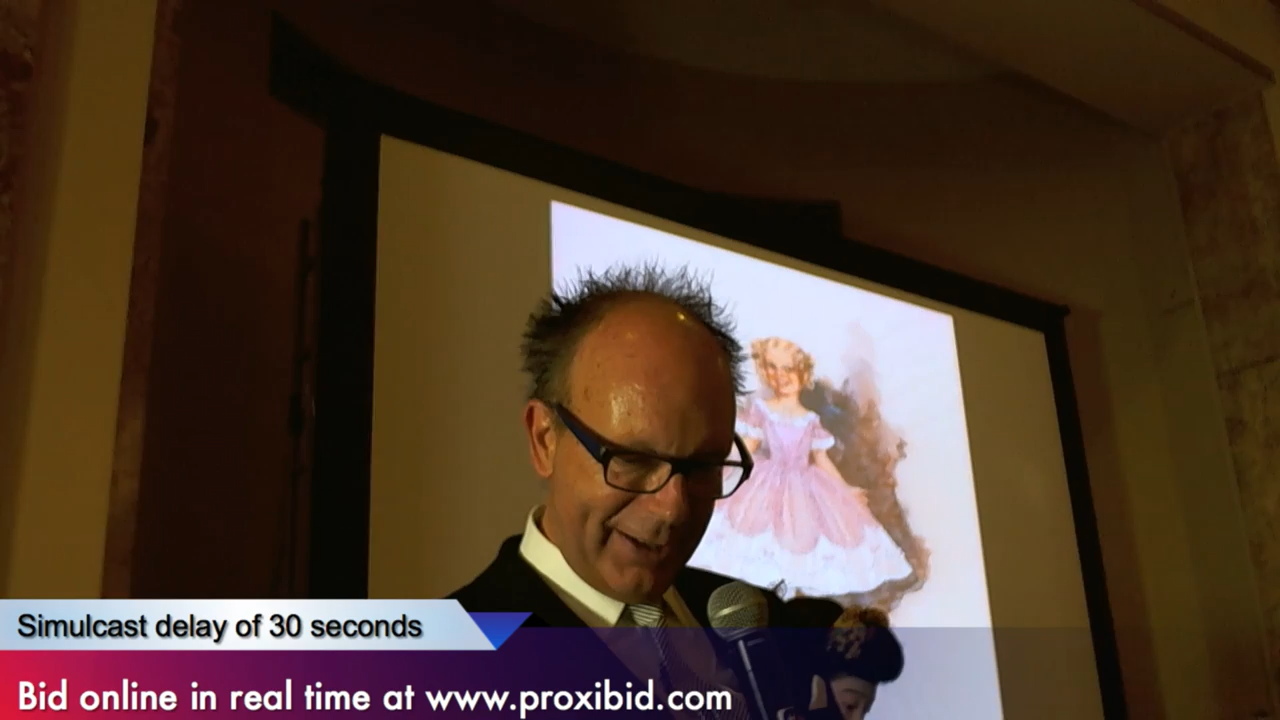 Simulcast delay of 30 seconds
Bid online in real time at www.proxibid.com